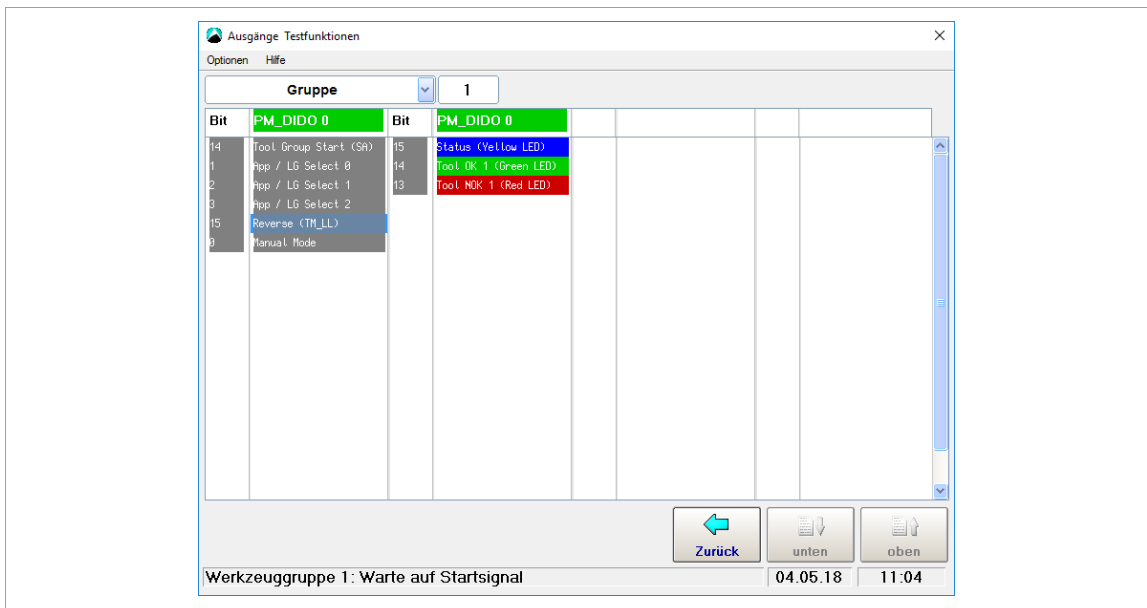 Ausgänge Testfunktionen
Optionen Hilfe
Gruppe 1
Bit PM_DIDO 0 Bit PM_DIDO 0
14 Tool Group Start (SA) 15 Status (Yellow LED)
1 App / LG Select 0 14 Tool OK 1 (Green LED)
2 App / LG Select 1 13 Tool NOK 1 (Red LED)
3 App / LG Select 2
15 Reverse (TM_LL)
0 Manual Mode
Zurück unten oben
Werkzeuggruppe 1: Warte auf Startsignal 04.05.18 11:04